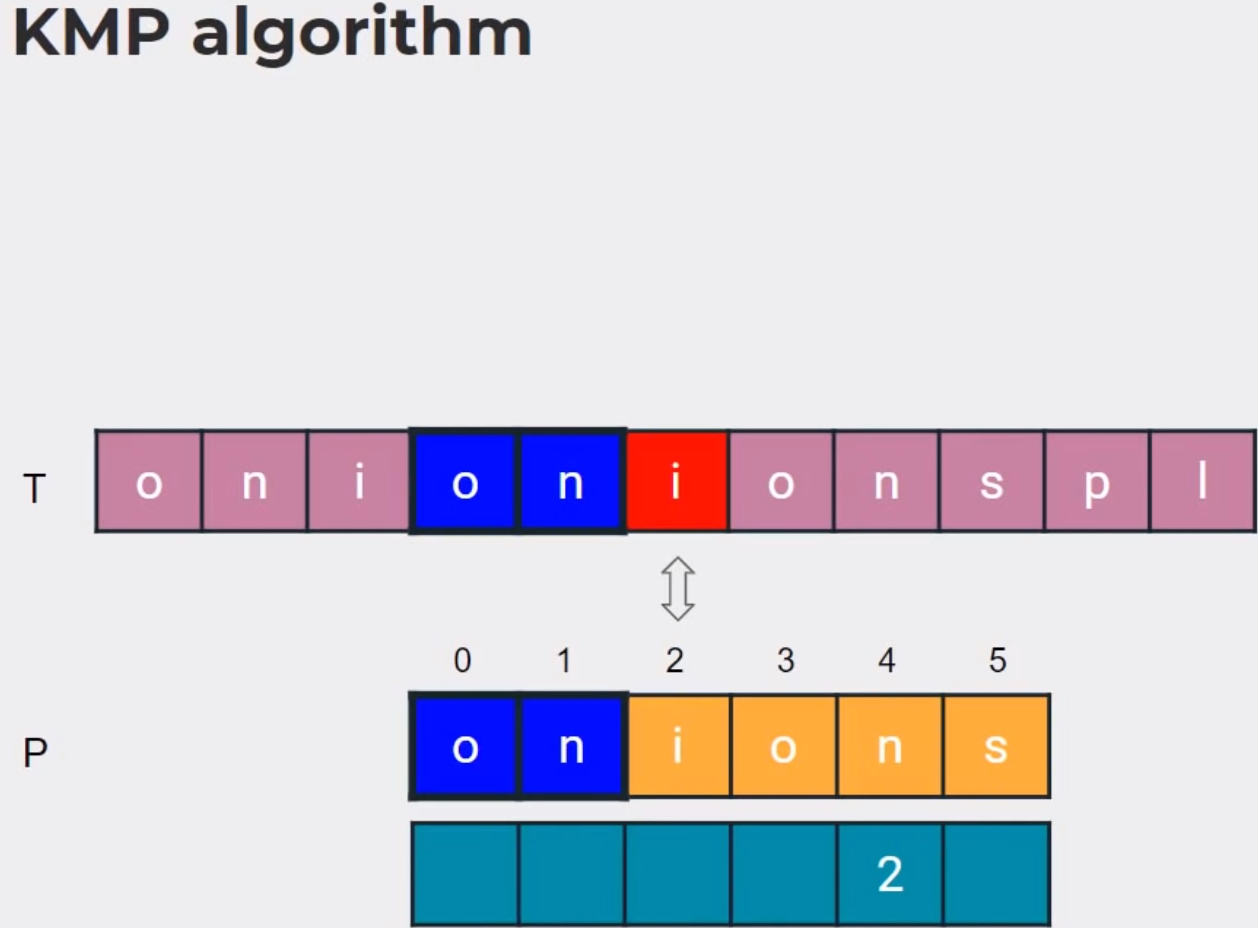 KMP algorithm
T o n i o n i o n s p l
0 1 2 3 4 5
P o n i o n s
2